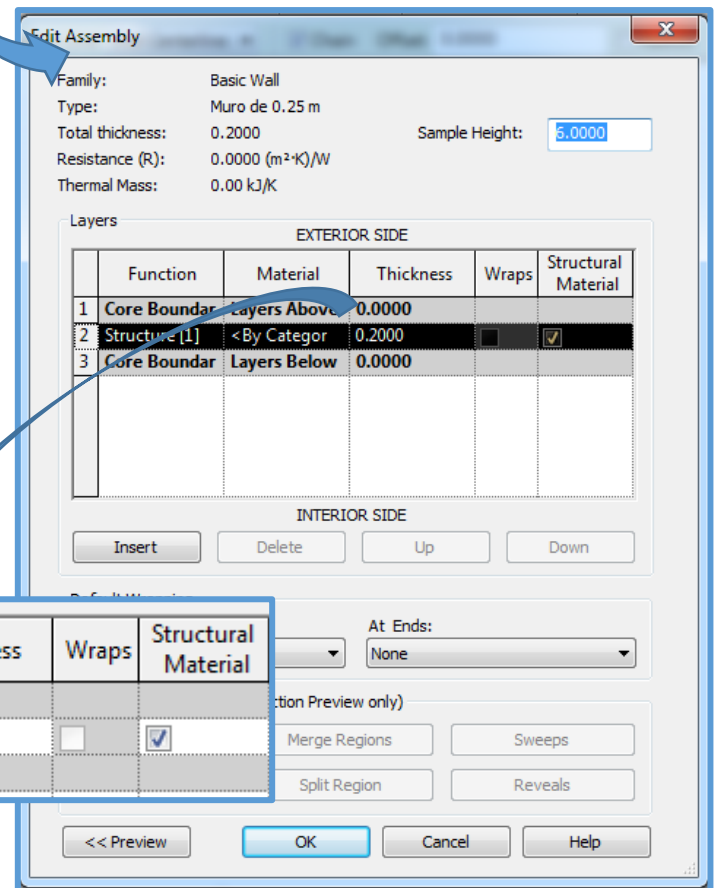 Edit Assembly
Family: Basic Wall
Type: Muro de 0.25 m
Total thickness: 0.2000 Sample Height: 6.0000
Resistance (R): 0.0000 (m²·K)/W
Thermal Mass: 0.00 kJ/K
Layers
EXTERIOR SIDE
Function Material Thickness Wraps Structural Material
1 Core Boundar Layers Above 0.0000
2 Structure [1] <By Categor 0.2000
3 Core Boundar Layers Below 0.0000
INTERIOR SIDE
Insert Delete Up Down
At Ends:
None
ess Wraps Structural Material
ction Preview only)
Merge Regions Sweeps
Split Region Reveals
<< Preview OK Cancel Help